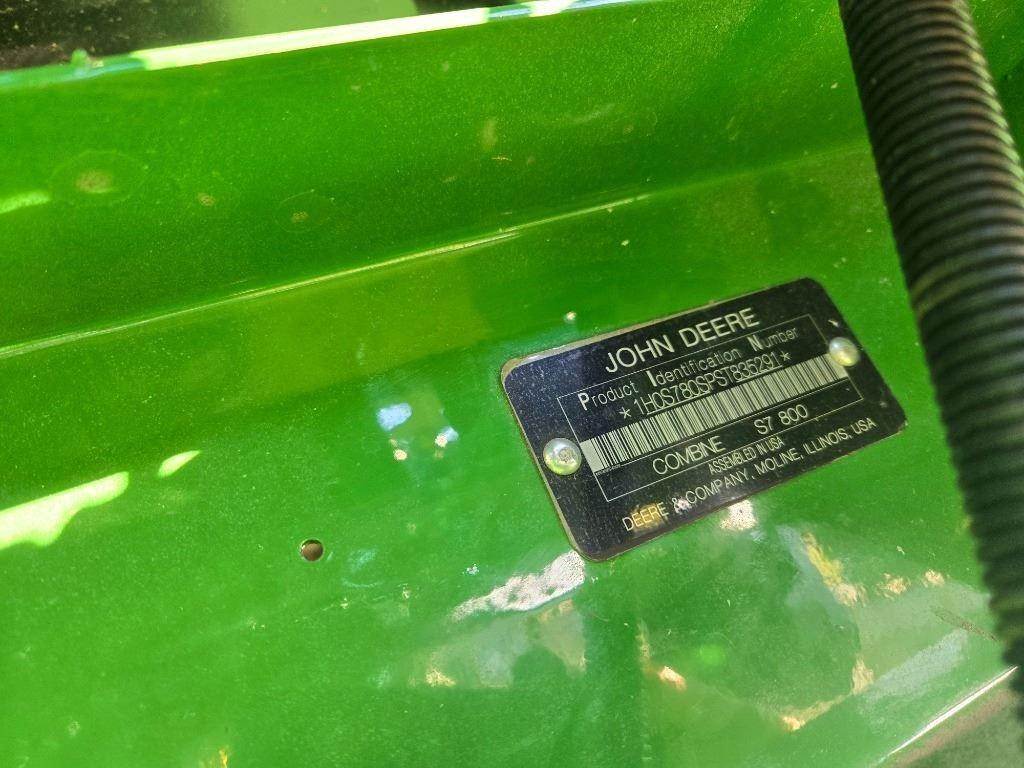 JOHN DEERE
Product Identification Number
*1H0S780SPST835291*
COMBINE S7 800
ASSEMBLED IN USA
DEERE & COMPANY, MOLINE, ILLINOIS, USA